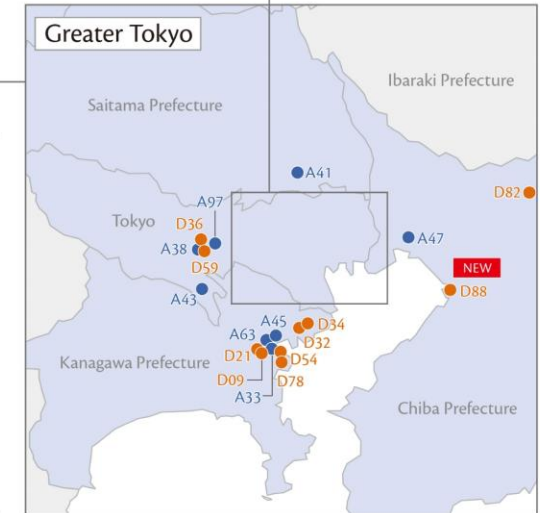 Greater Tokyo
Ibaraki Prefecture
Saitama Prefecture
A41
D82
A97
Tokyo
D36
A38
A47
D59
NEW
A43
D88
A45
D34
A63
D32
D21
D54
Kanagawa Prefecture
D09
D78
A33
Chiba Prefecture